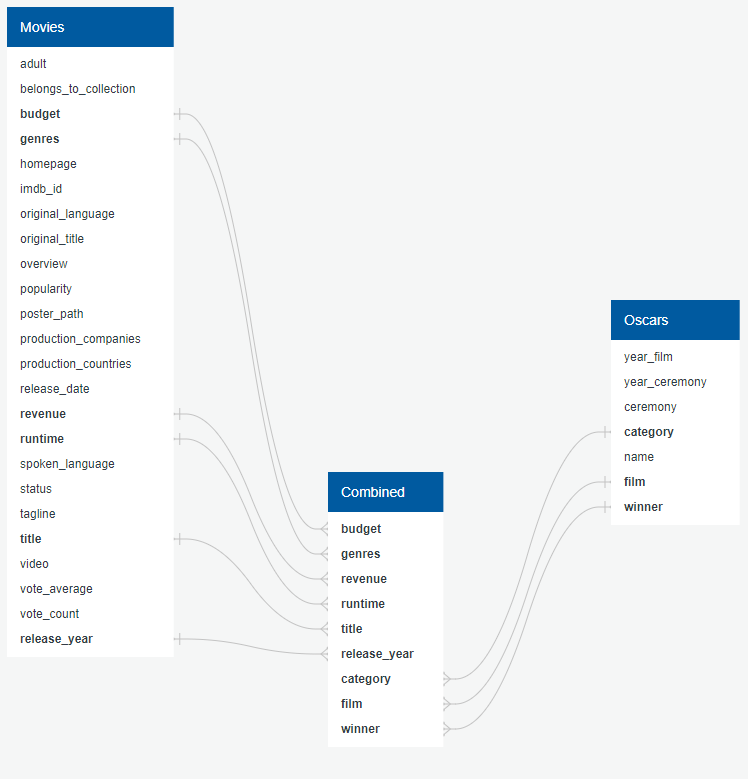 Movies
adult
belongs_to_collection
budget
genres
homepage
imdb_id
original_language
original_title
overview
popularity
poster_path
production_companies
production_countries
release_date
revenue
runtime
spoken_language
status
tagline
title
video
vote_average
vote_count
release_year
Combined
budget
genres
revenue
runtime
title
release_year
category
film
winner
Oscars
year_film
year_ceremony
ceremony
category
name
film
winner